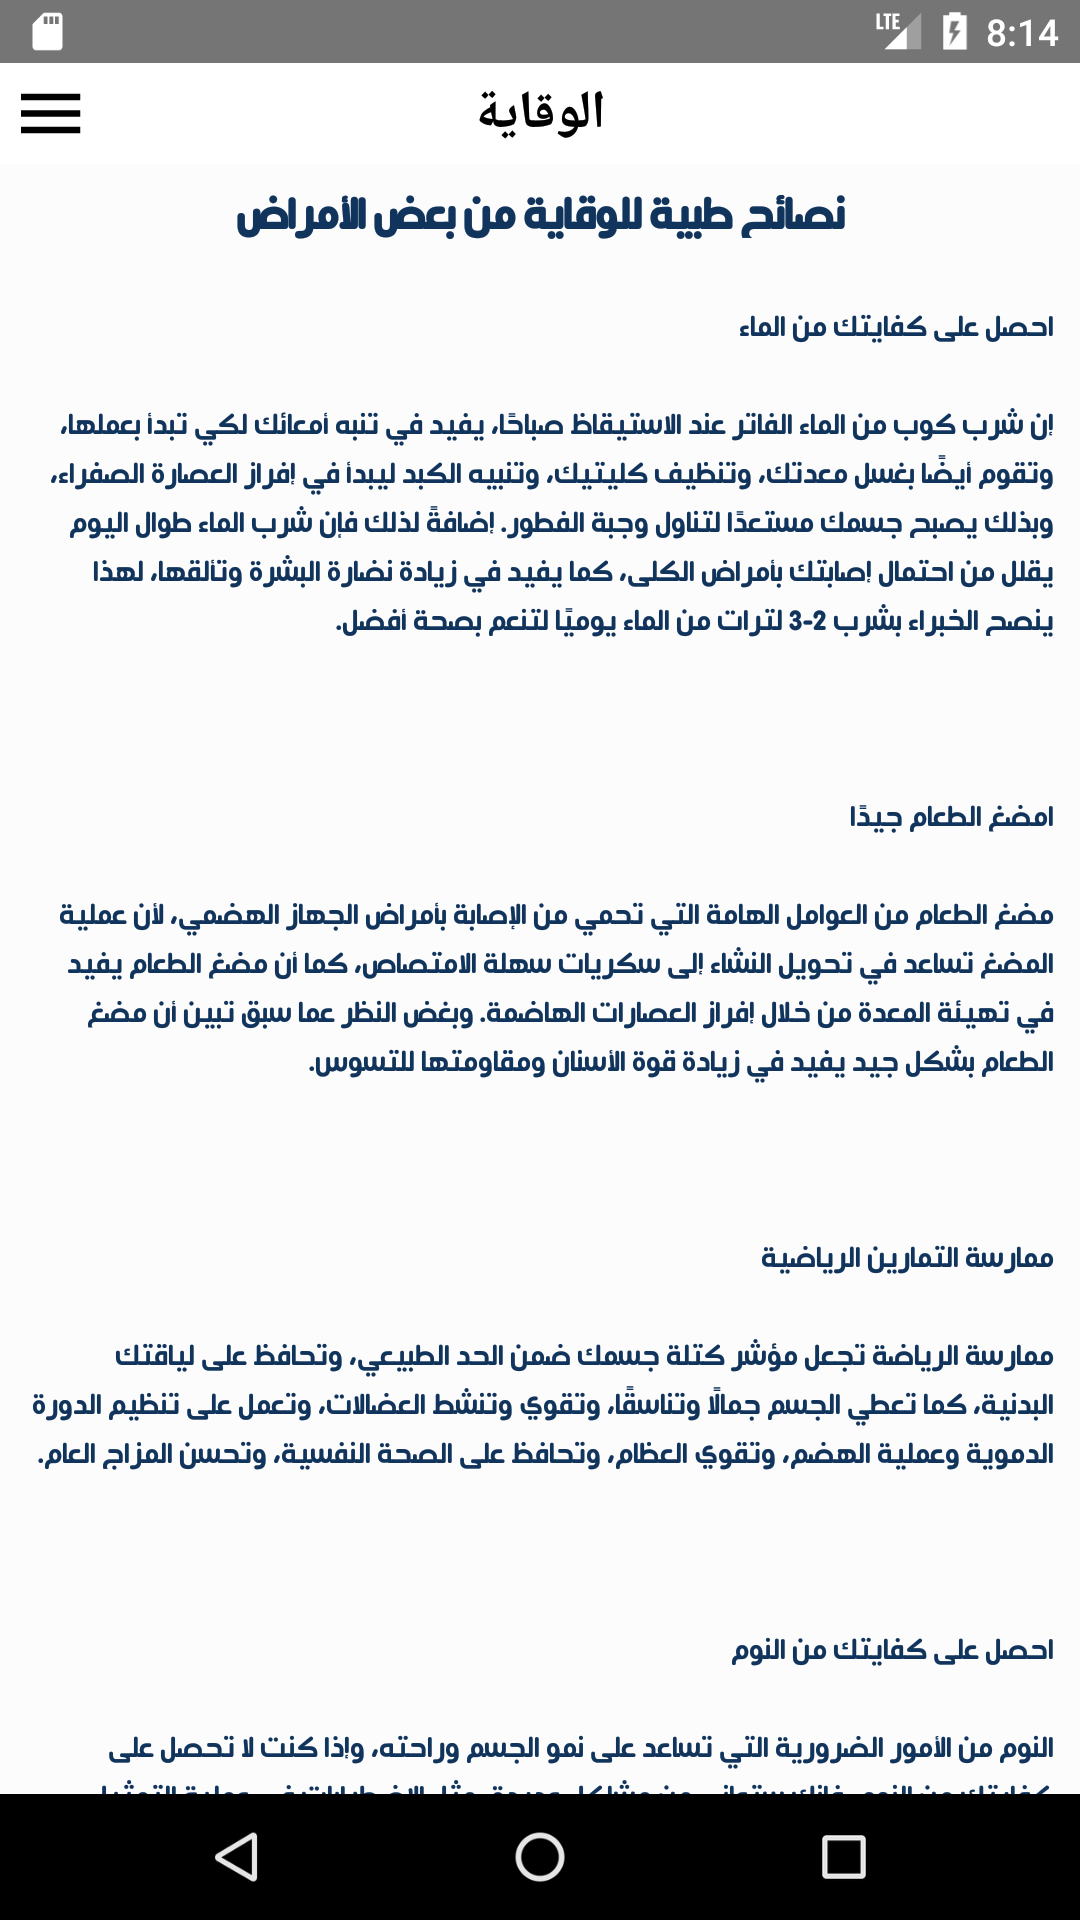 LTE 8:14
الوقاية
نصائح طبية للوقاية من بعض الأمراض
احصل على كفايتك من الماء
إن شرب كوب من الماء الفاتر عند الاستيقاظ صباحًا، يفيد في تنبه أمعائك لكي تبدأ بعملها،
وتقوم أيضًا بغسل معدتك، وتنظيف كليتيك، وتنبيه الكبد ليبدأ في إفراز العصارة الصفراء،
وبذلك يصبح جسمك مستعدًا لتناول وجبة الفطور. إضافةً لذلك فإن شرب الماء طوال اليوم
يقلل من احتمال إصابتك بأمراض الكلى، كما يفيد في زيادة نضارة البشرة وتألقها، لهذا
ينصح الخبراء بشرب 2-3 لترات من الماء يوميًا لتنعم بصحة أفضل.
امضغ الطعام جيدًا
مضغ الطعام من العوامل الهامة التي تحمي من الإصابة بأمراض الجهاز الهضمي، لأن عملية
المضغ تساعد في تحويل النشاء إلى سكريات سهلة الامتصاص، كما أن مضغ الطعام يفيد
في تهيئة المعدة من خلال إفراز العصارات الهاضمة. وبغض النظر عما سبق تبين أن مضغ
الطعام بشكل جيد يفيد في زيادة قوة الأسنان ومقاومتها للتسوس.
ممارسة التمارين الرياضية
ممارسة الرياضة تجعل مؤشر كتلة جسمك ضمن الحد الطبيعي، وتحافظ على لياقتك
البدنية، كما تعطي الجسم جمالًا وتناسقًا، وتقوي وتنشط العضالات، وتعمل على تنظيم الدورة
الدموية وعملية الهضم، وتقوي العظام، وتحافظ على الصحة النفسية، وتحسن المزاج العام.
احصل على كفايتك من النوم
النوم من الأمور الضرورية التي تساعد على نمو الجسم وراحته، وإذا كنت لا تحصل على